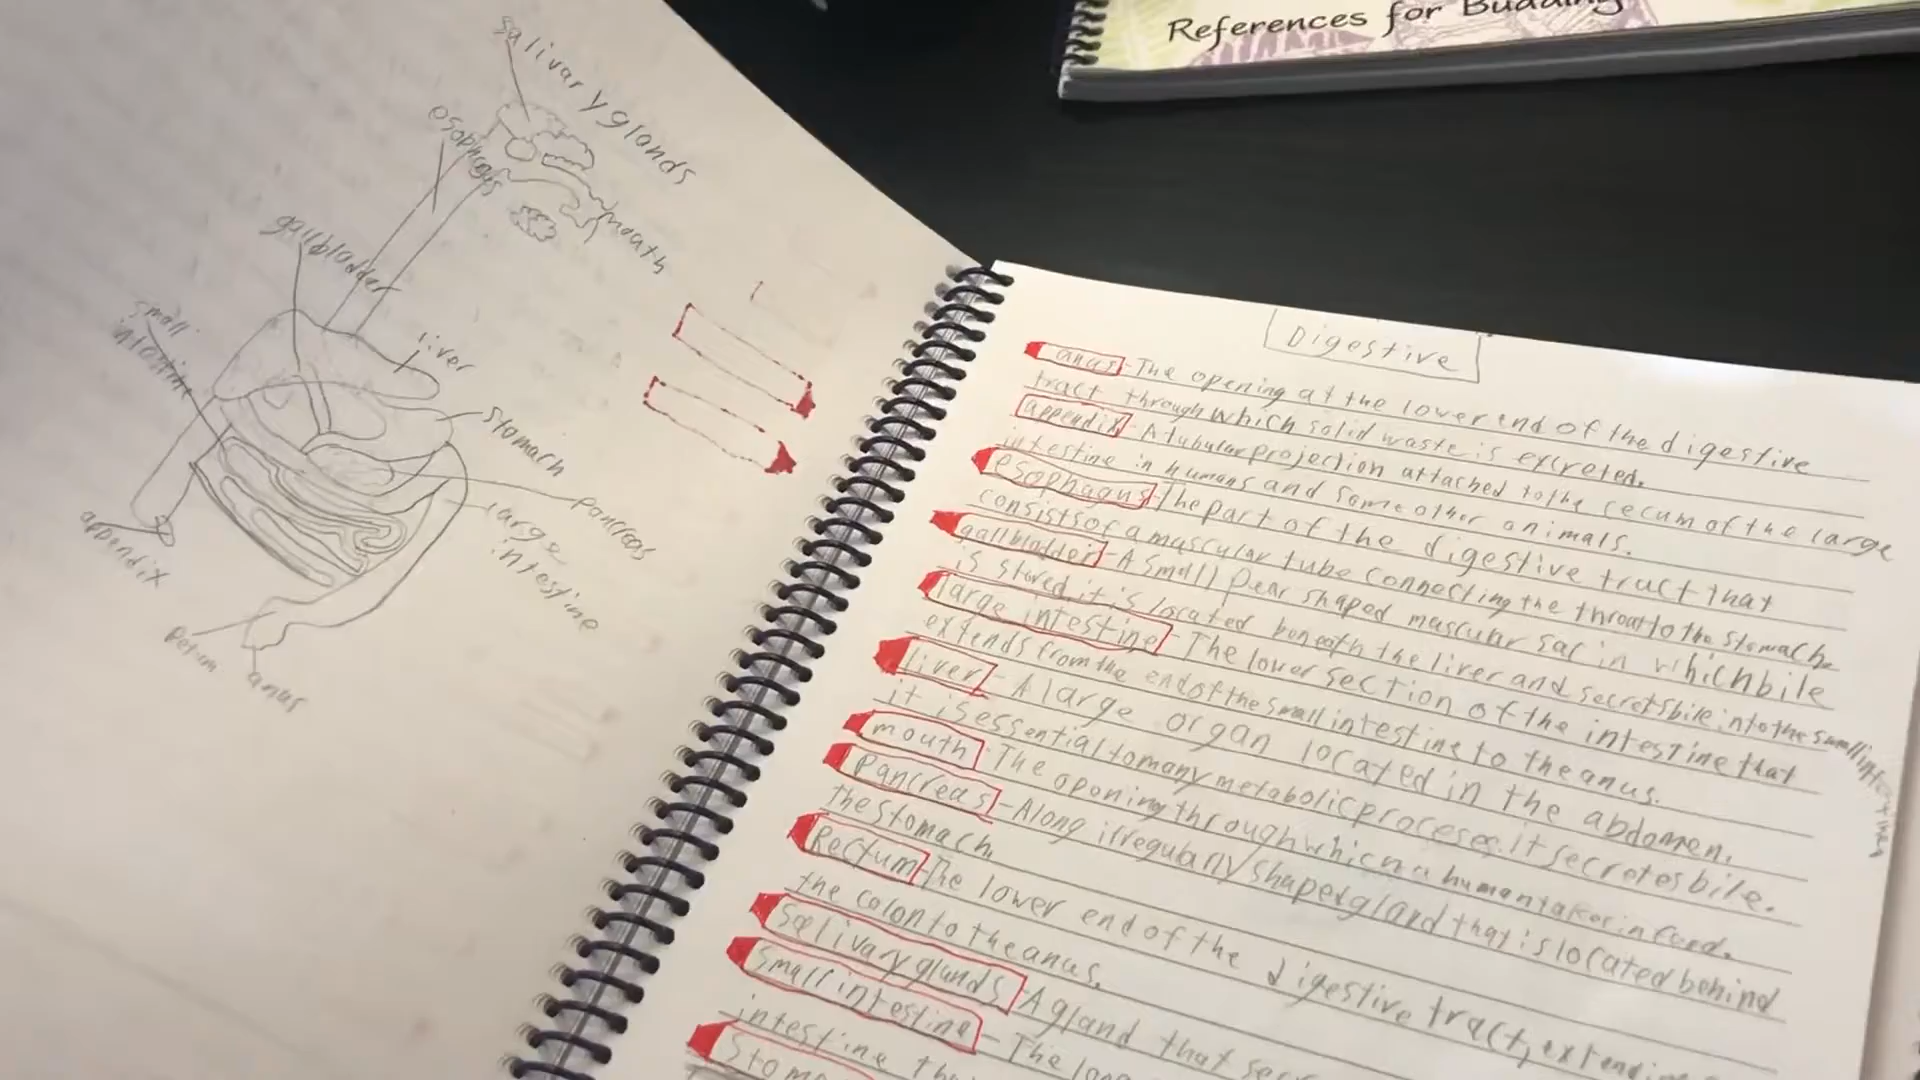 References for Budding
salivary glands
esophagus
mouth
gallbladder
small
intestine
liver
stomach
pancreas
large
intestine
appendix
anus
Digestive
anus - The opening at the lower end of the digestive
tract through which solid waste is excreted.
appendix - A tubular projection attached to the cecum of the large
intestine in humans and some other animals.
esophagus - The part of the digestive tract that
consists of a muscular tube connecting the throat to the stomach
gallbladder - A small pear shaped muscular sac in which bile
is stored it is located beneath the liver and secrets bile into the small intestine
large intestine - The lower section of the intestine that
extends from the end of the small intestine to the anus.
liver - A large organ located in the abdomen.
it is essential to many metabolic proceses. It secretes bile.
mouth - The opening through which a human takes in food.
Pancreas - A long irregularly shaped gland that is located behind
the stomach.
Rectum - The lower end of the digestive tract, extending
the colon to the anus.
Salivary glands - A gland that
Small intestine - The
intestine